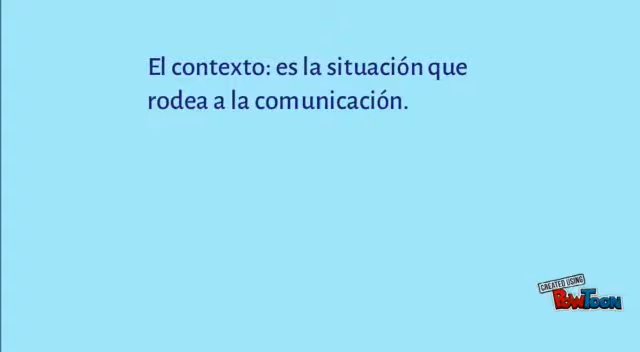 El contexto: es la situación que
rodea a la comunicación.
CREATED USING
POWTOON